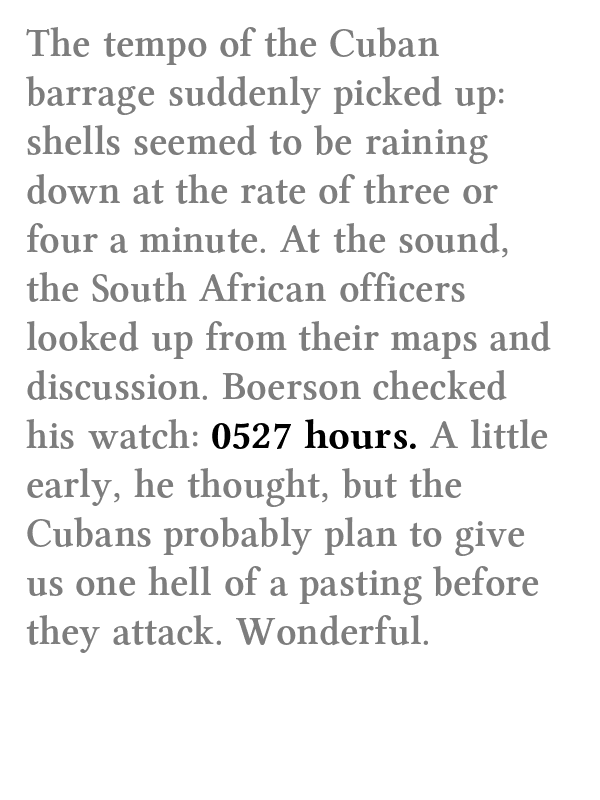 The tempo of the Cuban
barrage suddenly picked up:
shells seemed to be raining
down at the rate of three or
four a minute. At the sound,
the South African officers
looked up from their maps and
discussion. Boerson checked
his watch: 0527 hours. A little
early, he thought, but the
Cubans probably plan to give
us one hell of a pasting before
they attack. Wonderful.